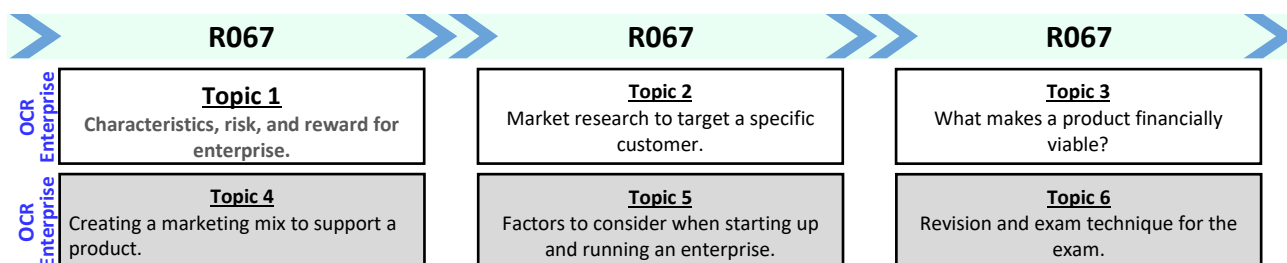 R067
R067
R067
OCR
Enterprise
Topic 1
Characteristics, risk, and reward for
enterprise.
Topic 2
Market research to target a specific
customer.
Topic 3
What makes a product financially
viable?
OCR
Enterprise
Topic 4
Creating a marketing mix to support a
product.
Topic 5
Factors to consider when starting up
and running an enterprise.
Topic 6
Revision and exam technique for the
exam.